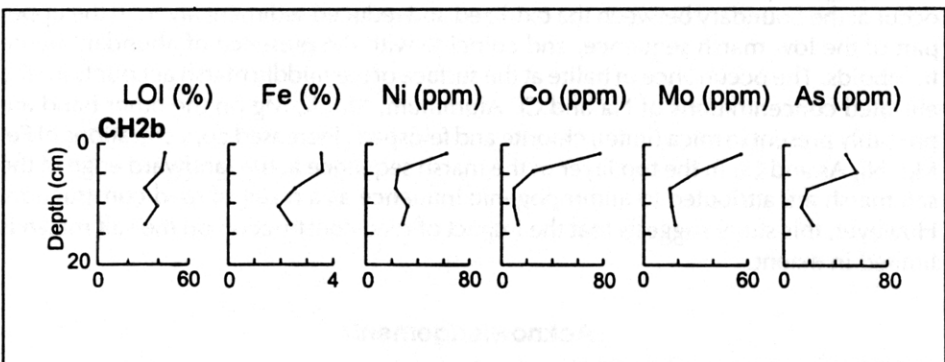 LOI (%) Fe (%) Ni (ppm) Co (ppm) Mo (ppm) As (ppm)
CH2b
0
Depth (cm)
20
0 60 0 4 0 80 0 80 0 60 0 80